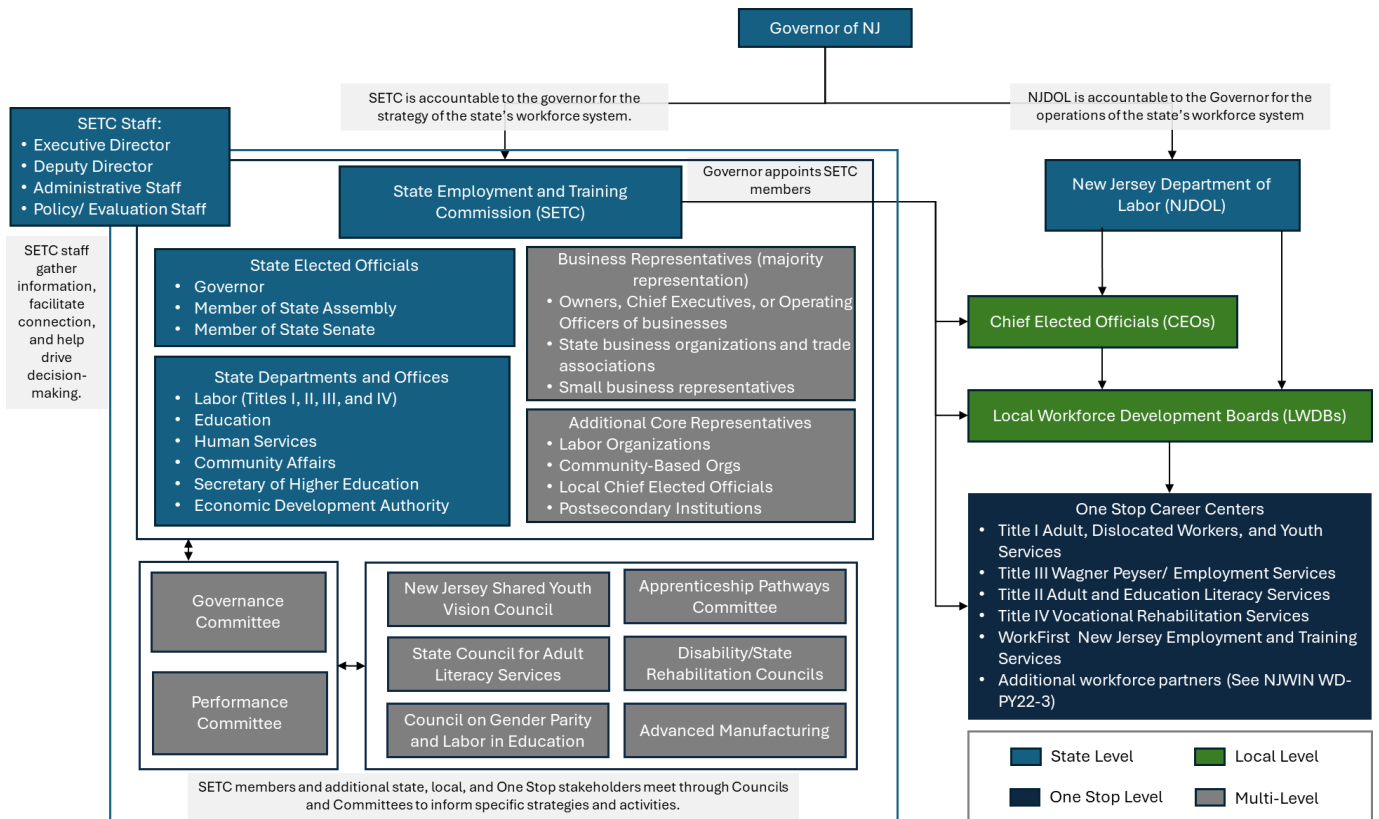 Governor of NJ
SETC is accountable to the governor for the
strategy of the state's workforce system.
NJDOL is accountable to the Governor for the
operations of the state's workforce system
SETC Staff:
• Executive Director
• Deputy Director
• Administrative Staff
• Policy/ Evaluation Staff
SETC staff
gather
information,
facilitate
connection,
and help
drive
decision-
making.
State Employment and Training
Commission (SETC)
Governor appoints SETC
members
New Jersey Department of
Labor (NJDOL)
State Elected Officials
• Governor
• Member of State Assembly
• Member of State Senate
Business Representatives (majority
representation)
• Owners, Chief Executives, or Operating
Officers of businesses
• State business organizations and trade
associations
• Small business representatives
State Departments and Offices
• Labor (Titles I, II, III, and IV)
• Education
• Human Services
• Community Affairs
• Secretary of Higher Education
• Economic Development Authority
Additional Core Representatives
• Labor Organizations
• Community-Based Orgs
• Local Chief Elected Officials
• Postsecondary Institutions
Chief Elected Officials (CEOs)
Local Workforce Development Boards (LWDBs)
One Stop Career Centers
• Title I Adult, Dislocated Workers, and Youth
Services
• Title III Wagner Peyser/ Employment Services
• Title II Adult and Education Literacy Services
• Title IV Vocational Rehabilitation Services
• WorkFirst New Jersey Employment and Training
Services
• Additional workforce partners (See NJWIN WD-
PY22-3)
Governance
Committee
Performance
Committee
New Jersey Shared Youth
Vision Council
Apprenticeship Pathways
Committee
State Council for Adult
Literacy Services
Disability/State
Rehabilitation Councils
Council on Gender Parity
and Labor in Education
Advanced Manufacturing
SETC members and additional state, local, and One Stop stakeholders meet through Councils
and Committees to inform specific strategies and activities.
State Level
Local Level
One Stop Level
Multi-Level